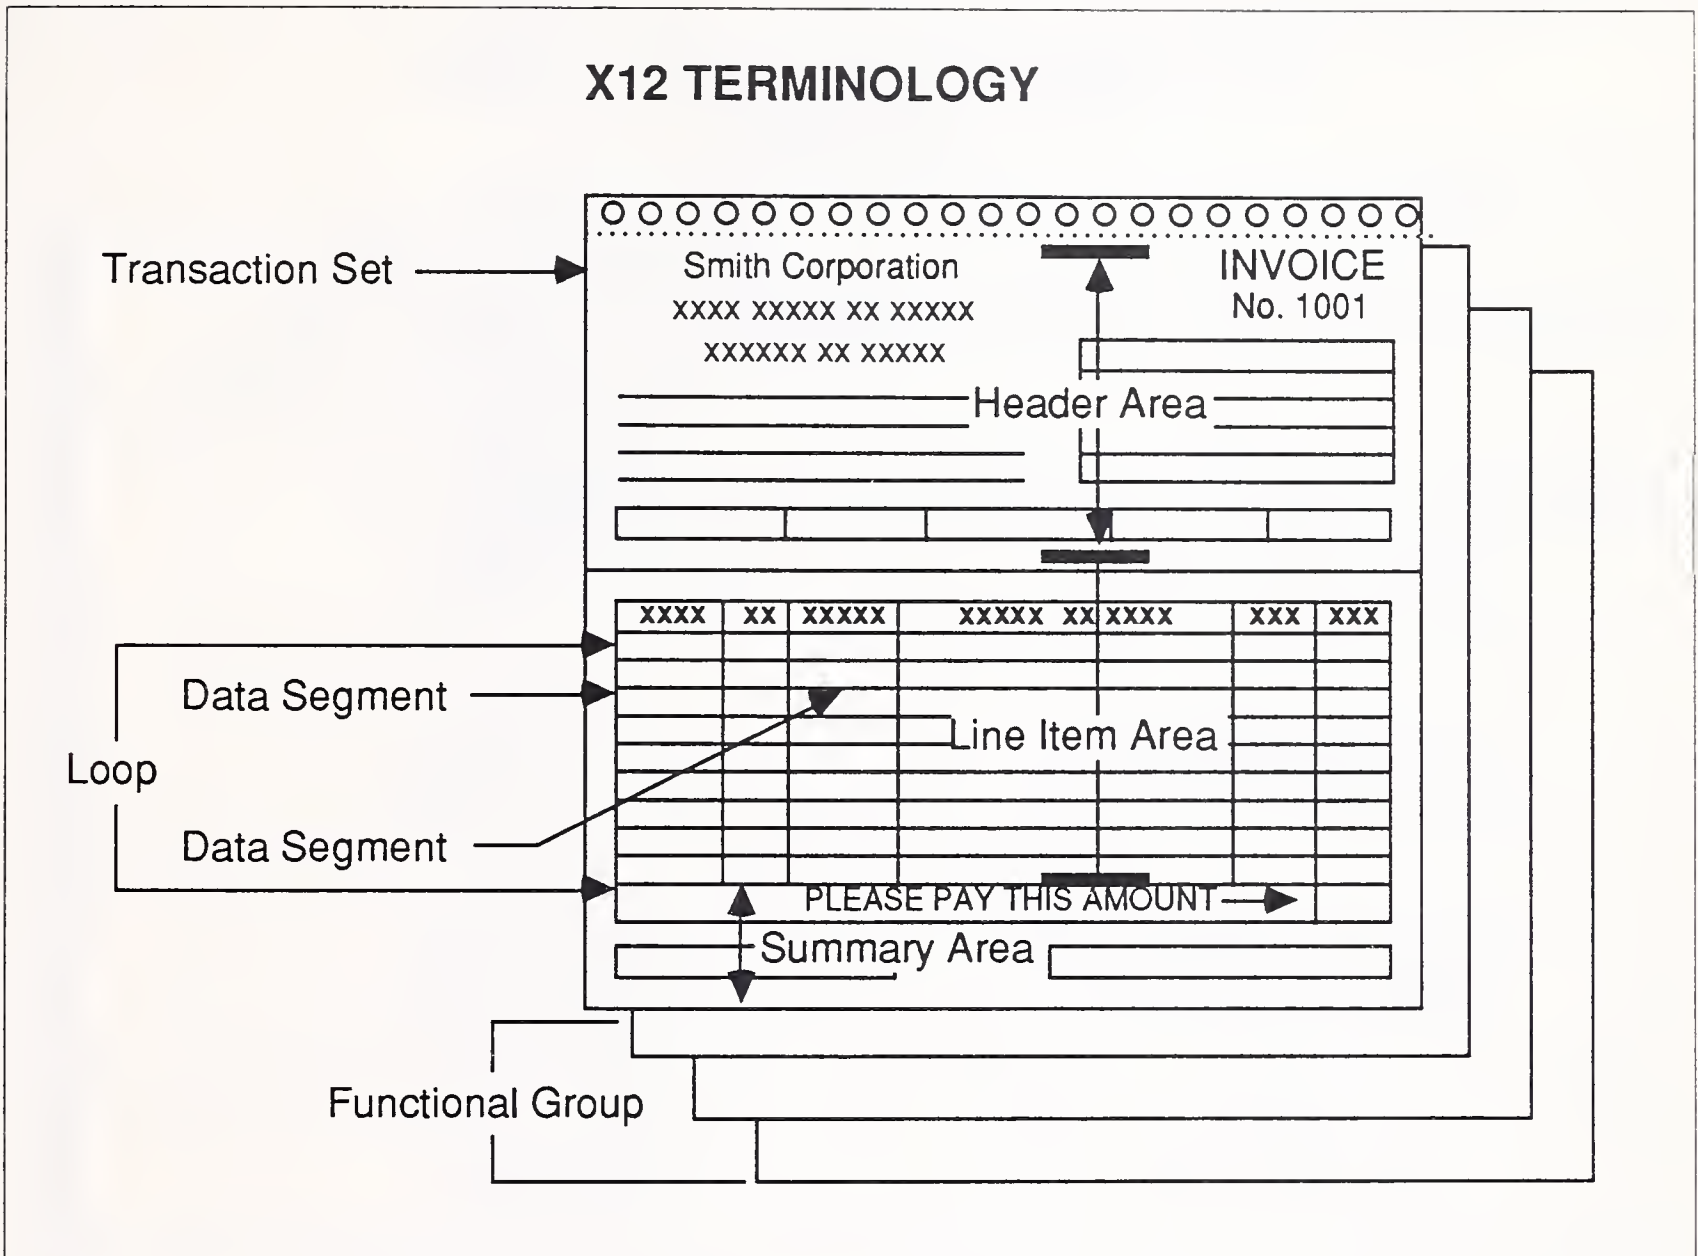 X12 TERMINOLOGY
Transaction Set
Smith Corporation
INVOICE
No. 1001
XXXX XXXXX XX XXXXX
XXXXXX XX XXXXX
Header Area
XXXX XX XXXXX XXXXX XX XXXX XXX XXX
Data Segment
Line Item Area
Loop
Data Segment
PLEASE PAY THIS AMOUNT
Summary Area
Functional Group